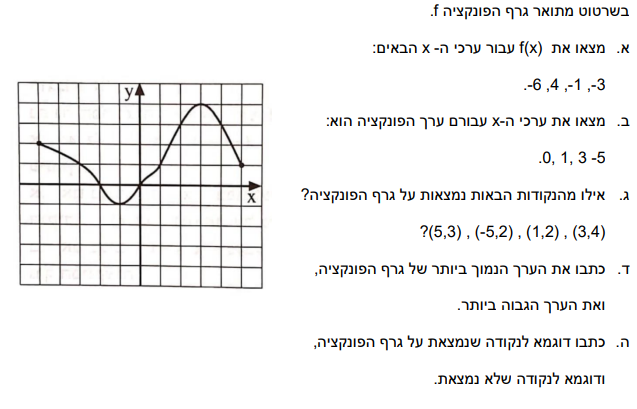 בשרטוט מתואר גרף הפונקציה f.
א. מצאו את f(x) עבור ערכי ה- x הבאים:
-3, -1, 4, -6.
ב. מצאו את ערכי ה-x עבורם ערך הפונקציה הוא:
-5 0, 1, 3.
ג. אילו מהנקודות הבאות נמצאות על גרף הפונקציה?
(3,4) , (1,2) , (-5,2) , (5,3)?
ד. כתבו את הערך הנמוך ביותר של גרף הפונקציה,
ואת הערך הגבוה ביותר.
ה. כתבו דוגמא לנקודה שנמצאת על גרף הפונקציה,
ודוגמא לנקודה שלא נמצאת.
y
x